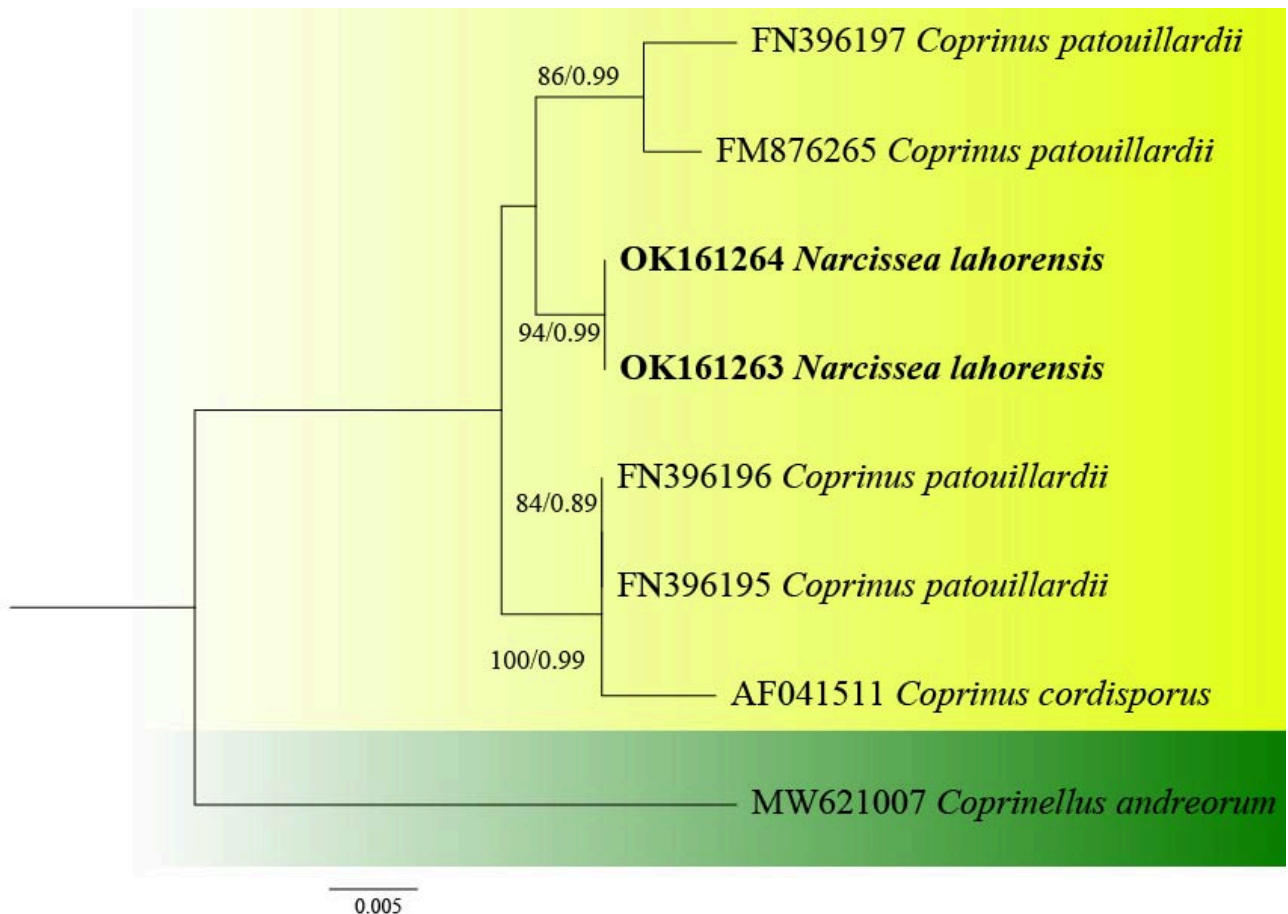 FN396197 Coprinus patouillardii
86/0.99
FM876265 Coprinus patouillardii
OK161264 Narcissea lahorensis
94/0.99
OK161263 Narcissea lahorensis
FN396196 Coprinus patouillardii
84/0.89
FN396195 Coprinus patouillardii
100/0.99
AF041511 Coprinus cordisporus
MW621007 Coprinellus andreorum
0.005